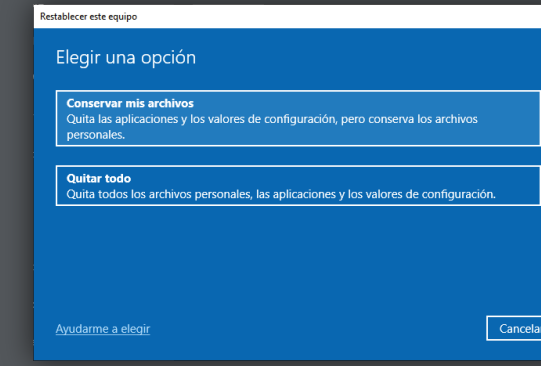 Restablecer este equipo
Elegir una opción
Conservar mis archivos
Quita las aplicaciones y los valores de configuración, pero conserva los archivos
personales.
Quitar todo
Quita todos los archivos personales, las aplicaciones y los valores de configuración.
Ayudarme a elegir
Cancelar